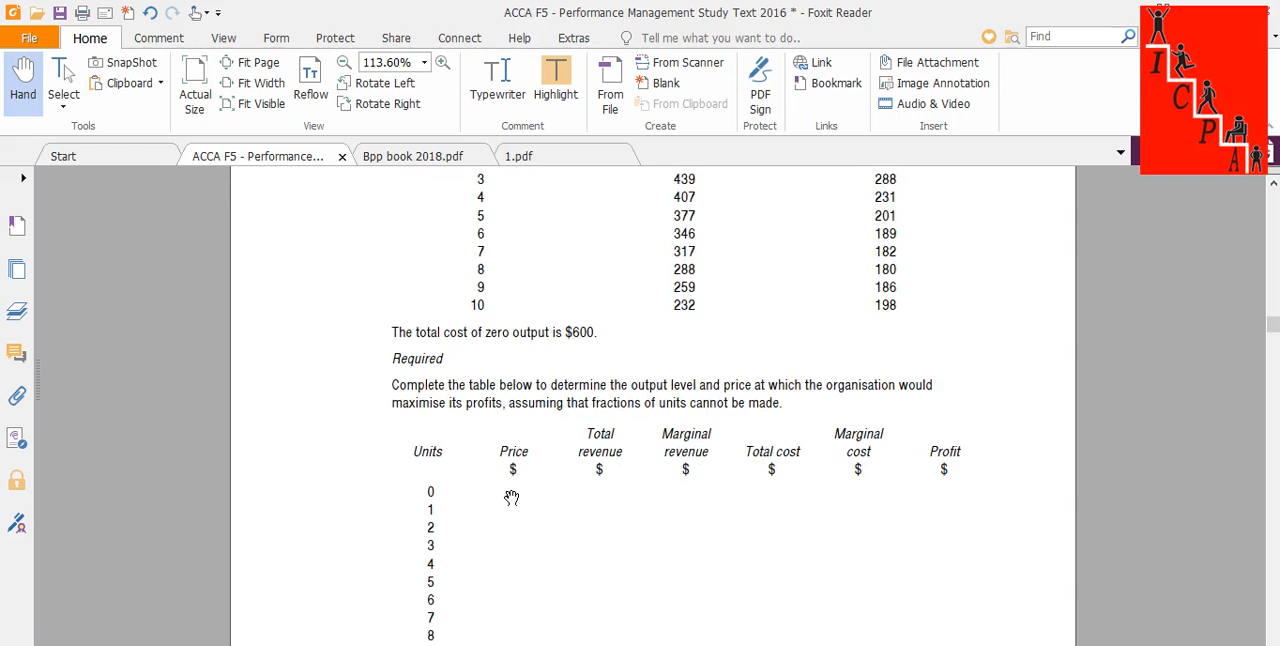 ACCA F5 - Performance Management Study Text 2016 * - Foxit Reader
File Home Comment View Form Protect Share Connect Help Extras Tell me what you want to do.. Find
Hand
Select
SnapShot
Clipboard
Tools
Actual
Size
Fit Page
Fit Width
Fit Visible
Reflow
113.60%
Rotate Left
Rotate Right
View
Typewriter
Highlight
Comment
From
File
From Scanner
Blank
From Clipboard
Create
PDF
Sign
Protect
Link
Bookmark
Links
File Attachment
Image Annotation
Audio & Video
Insert
I
C
P
A
Start ACCA F5 - Performance... Bpp book 2018.pdf 1.pdf
3 439 288
4 407 231
5 377 201
6 346 189
7 317 182
8 288 180
9 259 186
10 232 198
The total cost of zero output is $600.
Required
Complete the table below to determine the output level and price at which the organisation would
maximise its profits, assuming that fractions of units cannot be made.
Total Marginal Marginal
Units Price revenue revenue Total cost cost Profit
$ $ $ $ $ $
0
1
2
3
4
5
6
7
8